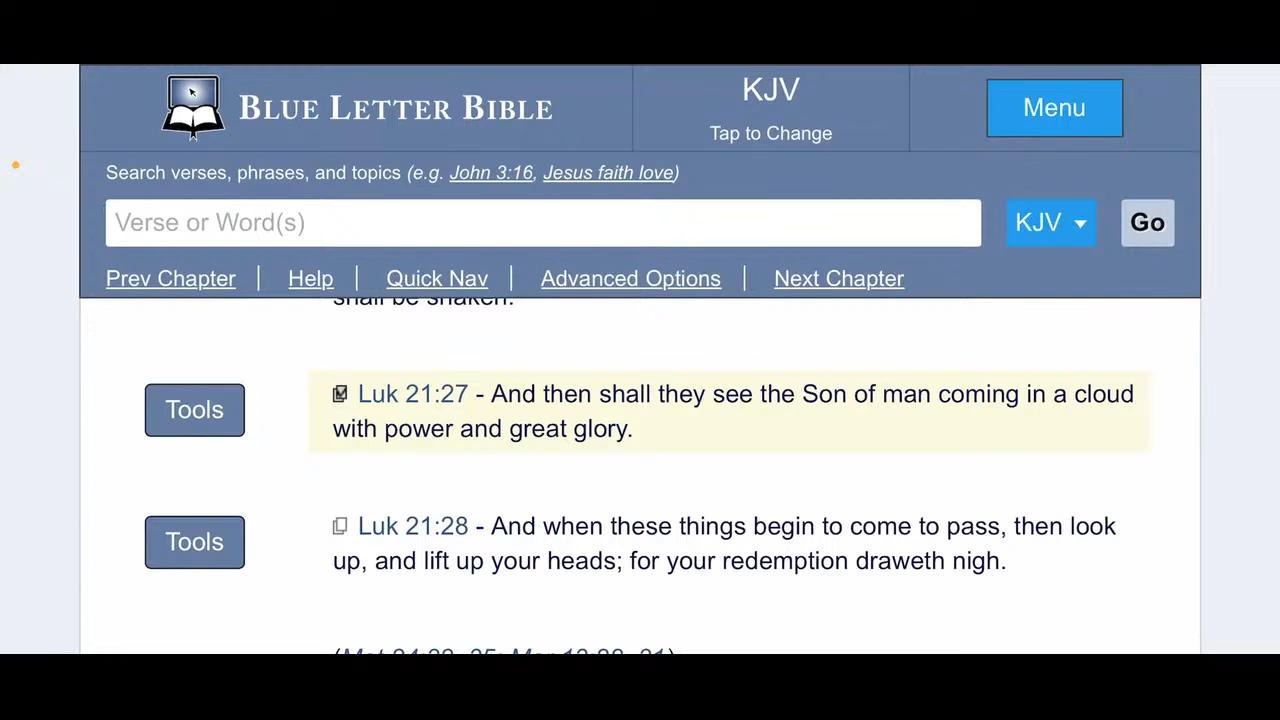 BLUE LETTER BIBLE
KJV
Tap to Change
Menu
Search verses, phrases, and topics (e.g. John 3:16, Jesus faith love)
Verse or Word(s)
KJV
Go
Prev Chapter
Help
Quick Nav
Advanced Options
Next Chapter
shall be shaken.
Tools
Luk 21:27 - And then shall they see the Son of man coming in a cloud
with power and great glory.
Tools
Luk 21:28 - And when these things begin to come to pass, then look
up, and lift up your heads; for your redemption draweth nigh.